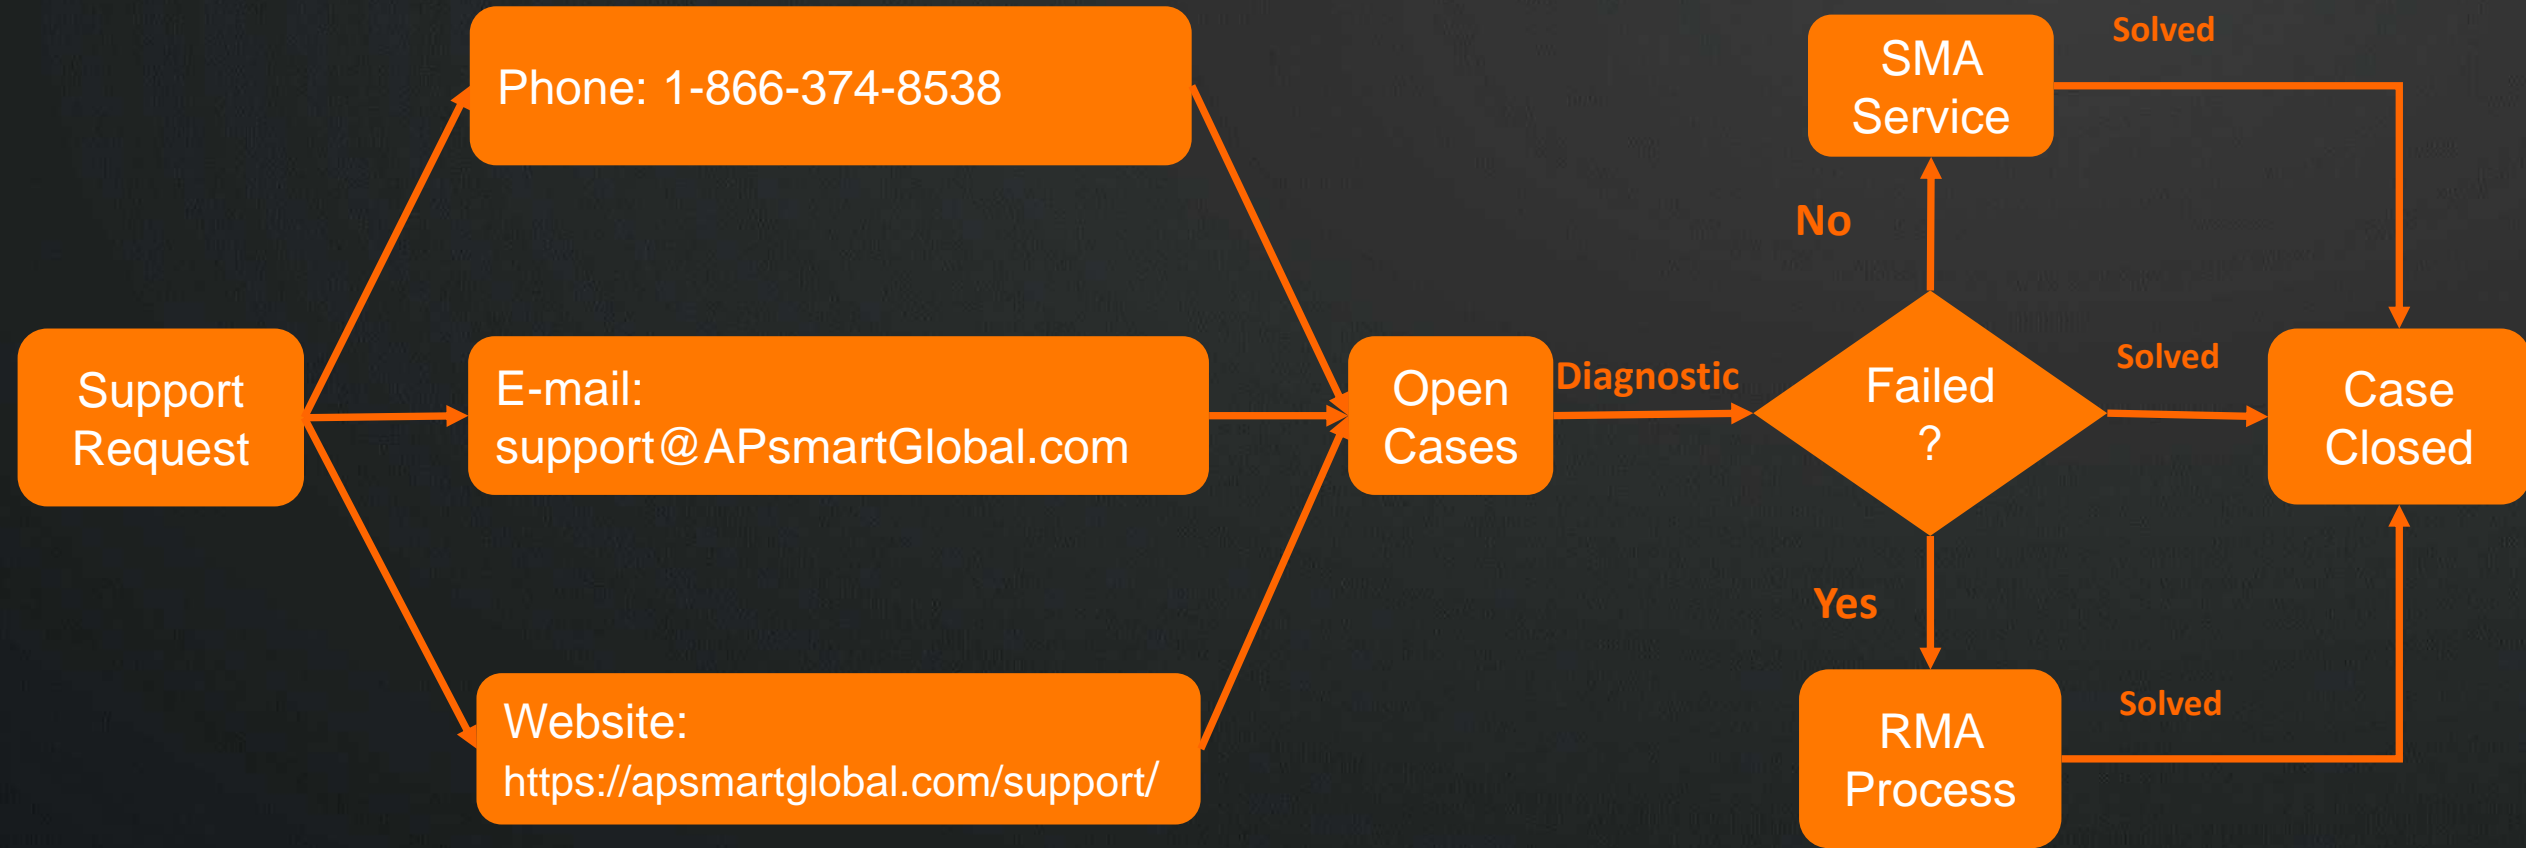 Support
Request
Phone: 1-866-374-8538
E-mail:
support@APsmartGlobal.com
Website:
https://apsmartglobal.com/support/
Open
Cases
Diagnostic
Failed
?
No
SMA
Service
Solved
Solved
Yes
RMA
Process
Solved
Case
Closed